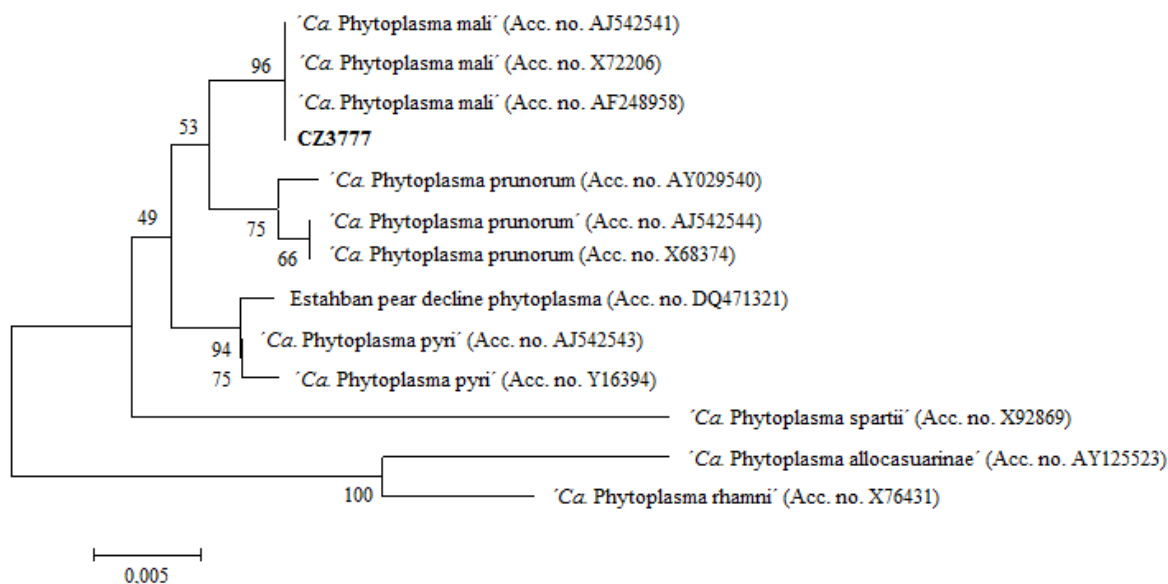 ´Ca. Phytoplasma mali´ (Acc. no. AJ542541)
´Ca. Phytoplasma mali´ (Acc. no. X72206)
96
´Ca. Phytoplasma mali´ (Acc. no. AF248958)
53
CZ3777
´Ca. Phytoplasma prunorum (Acc. no. AY029540)
49
´Ca. Phytoplasma prunorum´ (Acc. no. AJ542544)
75
´Ca. Phytoplasma prunorum (Acc. no. X68374)
66
Estahban pear decline phytoplasma (Acc. no. DQ471321)
´Ca. Phytoplasma pyri´ (Acc. no. AJ542543)
94
´Ca. Phytoplasma pyri´ (Acc. no. Y16394)
75
´Ca. Phytoplasma spartii´ (Acc. no. X92869)
´Ca. Phytoplasma allocasuarinae´ (Acc. no. AY125523)
100
´Ca. Phytoplasma rhamni´ (Acc. no. X76431)
0,005